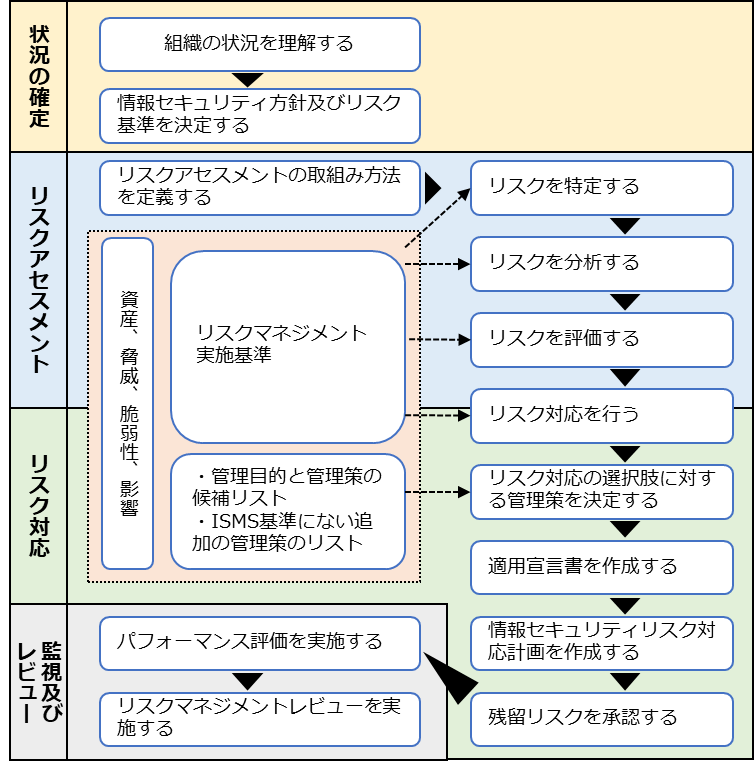 状況の確定
組織の状況を理解する
情報セキュリティ方針及びリスク
基準を決定する
リスクアセスメント
リスクアセスメントの取組み方法
を定義する
リスクを特定する
リスクを分析する
リスクを評価する
資産、脅威、脆弱性、影響
リスクマネジメント
実施基準
リスク対応
・管理目的と管理策の
候補リスト
・ISMS基準にない追
加の管理策のリスト
リスク対応を行う
リスク対応の選択肢に対す
る管理策を決定する
適用宣言書を作成する
情報セキュリティリスク対
応計画を作成する
残留リスクを承認する
監視及び
レビュー
パフォーマンス評価を実施する
リスクマネジメントレビューを実
施する